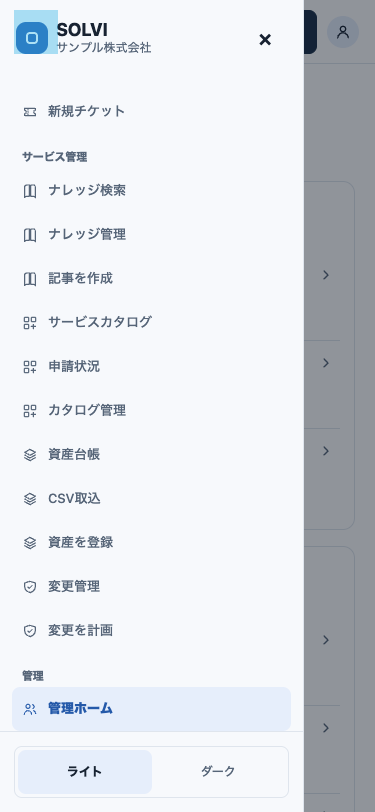 SOLVI
サンプル株式会社
新規チケット
サービス管理
ナレッジ検索
ナレッジ管理
記事を作成
サービスカタログ
申請状況
カタログ管理
資産台帳
CSV取込
資産を登録
変更管理
変更を計画
管理
管理ホーム
ライト
ダーク